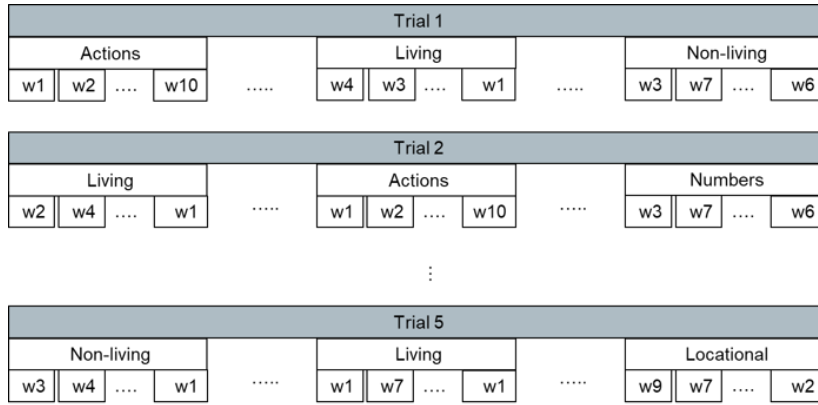 Trial 1
Actions Living Non-living
w1 w2 .... w10 ..... w4 w3 .... w1 ..... w3 w7 .... w6
Trial 2
Living Actions Numbers
w2 w4 .... w1 ..... w1 w2 .... w10 ..... w3 w7 .... w6
⋮
Trial 5
Non-living Living Locational
w3 w4 .... w1 ..... w1 w7 .... w1 ..... w9 w7 .... w2